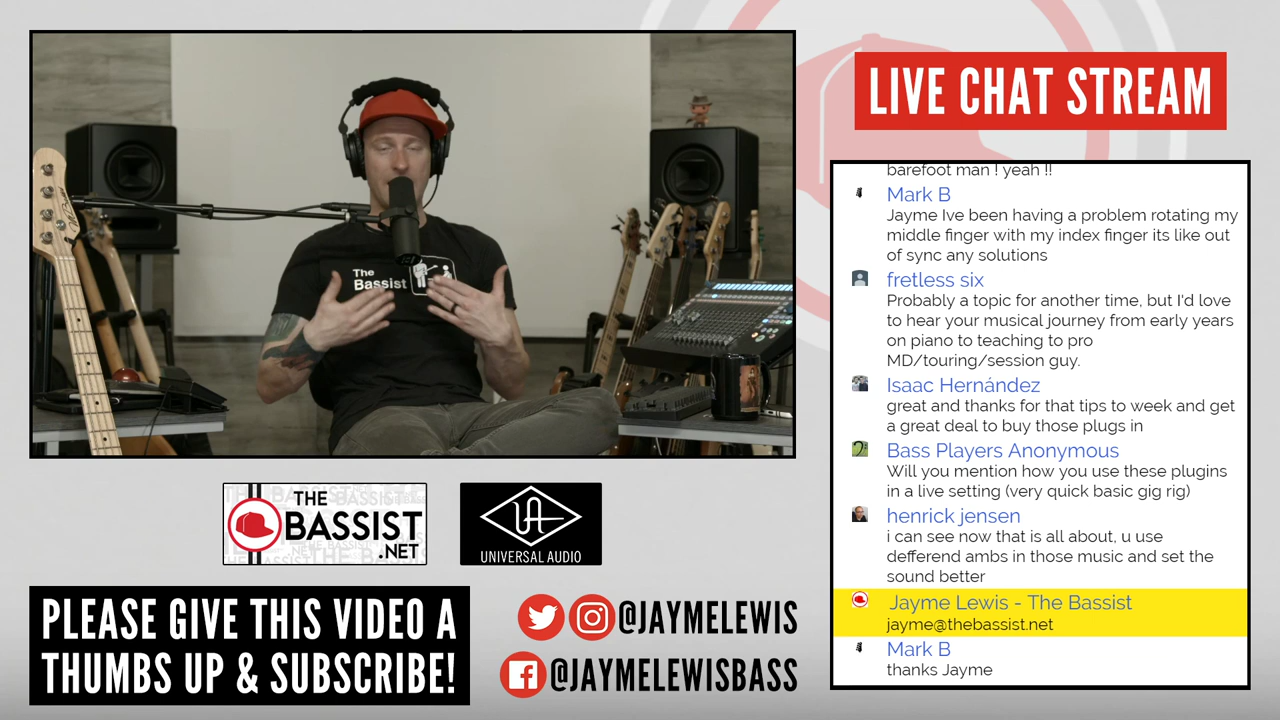 LIVE CHAT STREAM
The
Bassist
barefoot man ! yeah !!
Mark B
Jayme Ive been having a problem rotating my
middle finger with my index finger its like out
of sync any solutions
fretless six
Probably a topic for another time, but I'd love
to hear your musical journey from early years
on piano to teaching to pro
MD/touring/session guy.
Isaac Hernández
great and thanks for that tips to week and get
a great deal to buy those plugs in
Bass Players Anonymous
Will you mention how you use these plugins
in a live setting (very quick basic gig rig)
henrick jensen
i can see now that is all about, u use
defferend ambs in those music and set the
sound better
Jayme Lewis - The Bassist
jayme@thebassist.net
Mark B
thanks Jayme
THE
BASSIST
.NET
UA
UNIVERSAL AUDIO
PLEASE GIVE THIS VIDEO A
THUMBS UP & SUBSCRIBE!
@JAYMELEWIS
@JAYMELEWISBASS